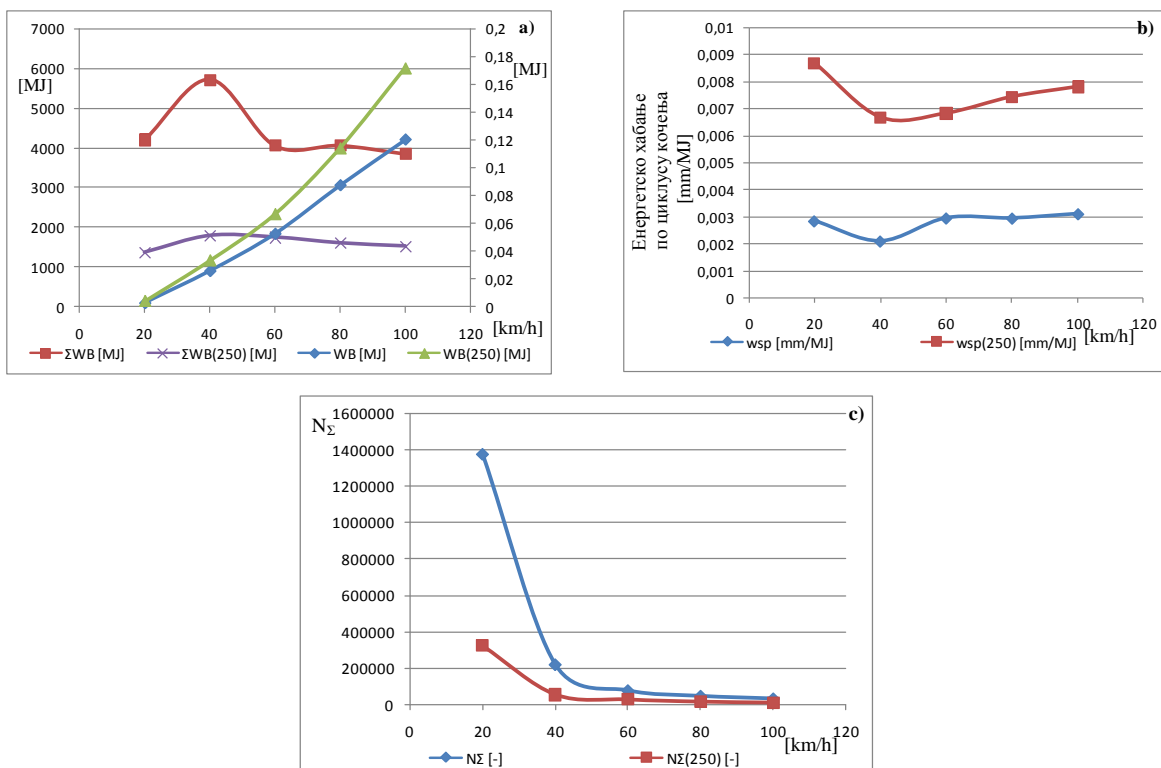 a)
7000
6000
5000
4000
3000
2000
1000
0
[MJ]
0,2
0,18
0,16
0,14
0,12
0,1
0,08
0,06
0,04
0,02
0
[MJ]
0 20 40 60 80 100 120
[km/h]
ΣWB [MJ] ΣWB(250) [MJ] WB [MJ] WB(250) [MJ]
b)
0,01
0,009
0,008
0,007
0,006
0,005
0,004
0,003
0,002
0,001
0
Енергетско хабање
по циклусу кочења
[mm/MJ]
0 20 40 60 80 100 120
[km/h]
wsp [mm/MJ] wsp(250) [mm/MJ]
c)
NΣ
1600000
1400000
1200000
1000000
800000
600000
400000
200000
0
0 20 40 60 80 100 120
[km/h]
NΣ [-] NΣ(250) [-]